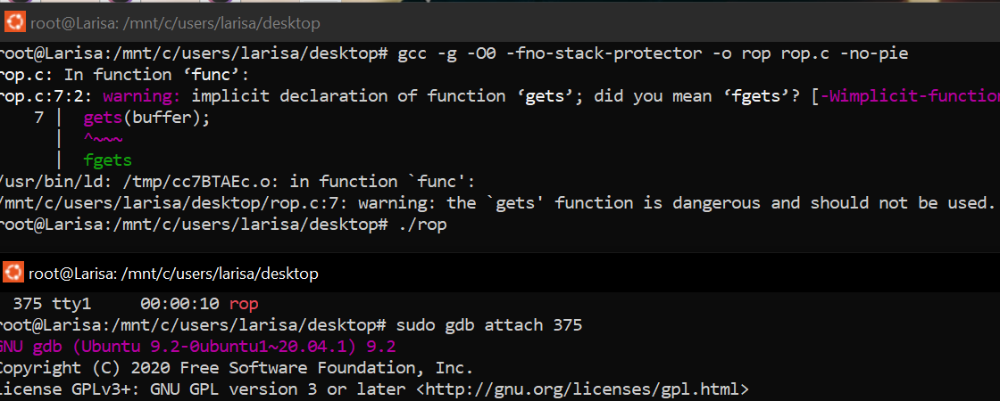 root@Larisa: /mnt/c/users/larisa/desktop
root@Larisa:/mnt/c/users/larisa/desktop# gcc -g -O0 -fno-stack-protector -o rop rop.c -no-pie
rop.c: In function ‘func’:
rop.c:7:2: warning: implicit declaration of function ‘gets’; did you mean ‘fgets’? [-Wimplicit-function
7 | gets(buffer);
| ^~~~
| fgets
/usr/bin/ld: /tmp/cc7BTAEc.o: in function `func':
/mnt/c/users/larisa/desktop/rop.c:7: warning: the `gets' function is dangerous and should not be used.
root@Larisa:/mnt/c/users/larisa/desktop# ./rop
root@Larisa: /mnt/c/users/larisa/desktop
375 tty1 00:00:10 rop
root@Larisa:/mnt/c/users/larisa/desktop# sudo gdb attach 375
GNU gdb (Ubuntu 9.2-0ubuntu1~20.04.1) 9.2
Copyright (C) 2020 Free Software Foundation, Inc.
License GPLv3+: GNU GPL version 3 or later <http://gnu.org/licenses/gpl.html>